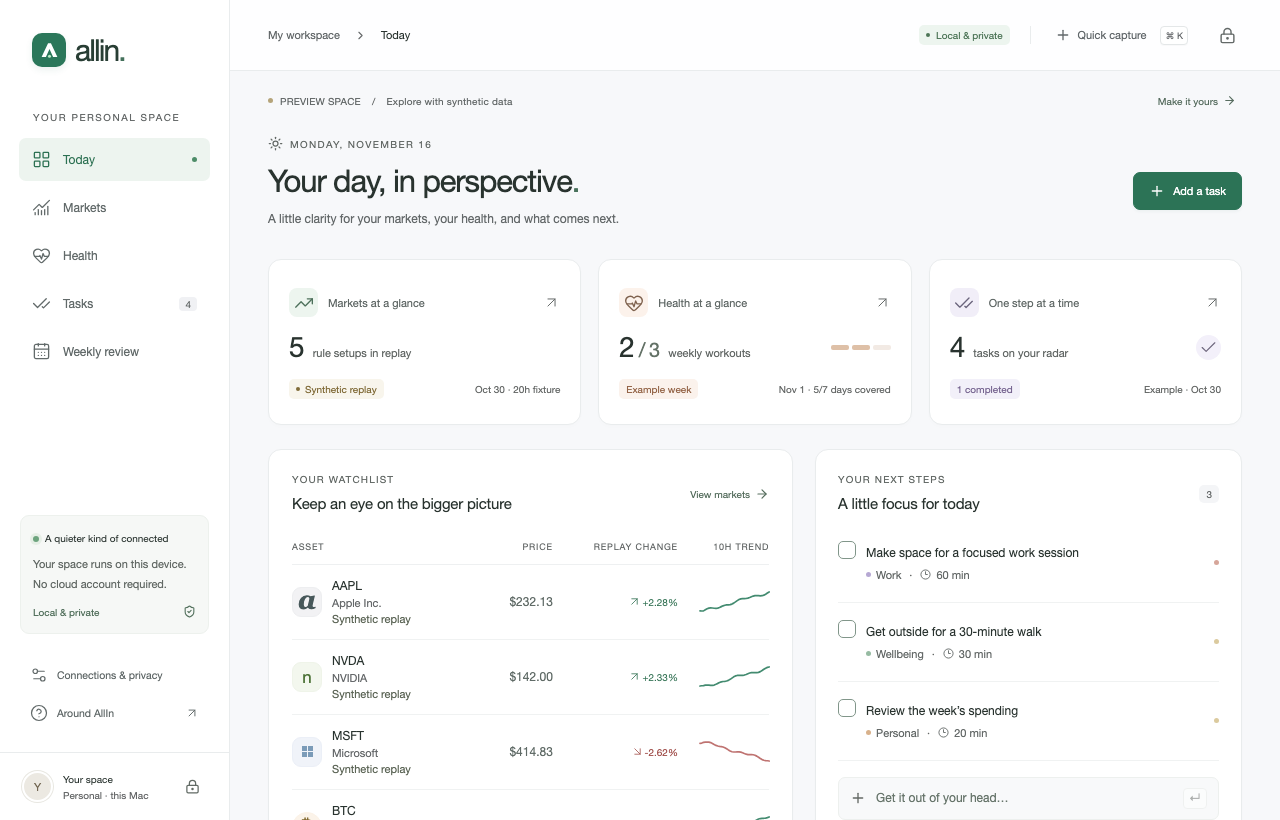 allin.
YOUR PERSONAL SPACE
Today
Markets
Health
Tasks 4
Weekly review
A quieter kind of connected
Your space runs on this device.
No cloud account required.
Local & private
Connections & privacy
Around AllIn
Y
Your space
Personal · this Mac
My workspace > Today
Local & private
Quick capture ⌘ K
PREVIEW SPACE / Explore with synthetic data
Make it yours →
MONDAY, NOVEMBER 16
Your day, in perspective.
A little clarity for your markets, your health, and what comes next.
+ Add a task
Markets at a glance
5 rule setups in replay
Synthetic replay
Oct 30 · 20h fixture
Health at a glance
2 / 3 weekly workouts
Example week
Nov 1 · 5/7 days covered
One step at a time
4 tasks on your radar
1 completed
Example · Oct 30
YOUR WATCHLIST
Keep an eye on the bigger picture
View markets →
ASSET PRICE REPLAY CHANGE 10H TREND
a
AAPL
Apple Inc.
Synthetic replay
$232.13
↗ +2.28%
n
NVDA
NVIDIA
Synthetic replay
$142.00
↗ +2.33%
MSFT
Microsoft
Synthetic replay
$414.83
↘ -2.62%
BTC
YOUR NEXT STEPS
A little focus for today
3
Make space for a focused work session
Work · 60 min
Get outside for a 30-minute walk
Wellbeing · 30 min
Review the week’s spending
Personal · 20 min
+ Get it out of your head…